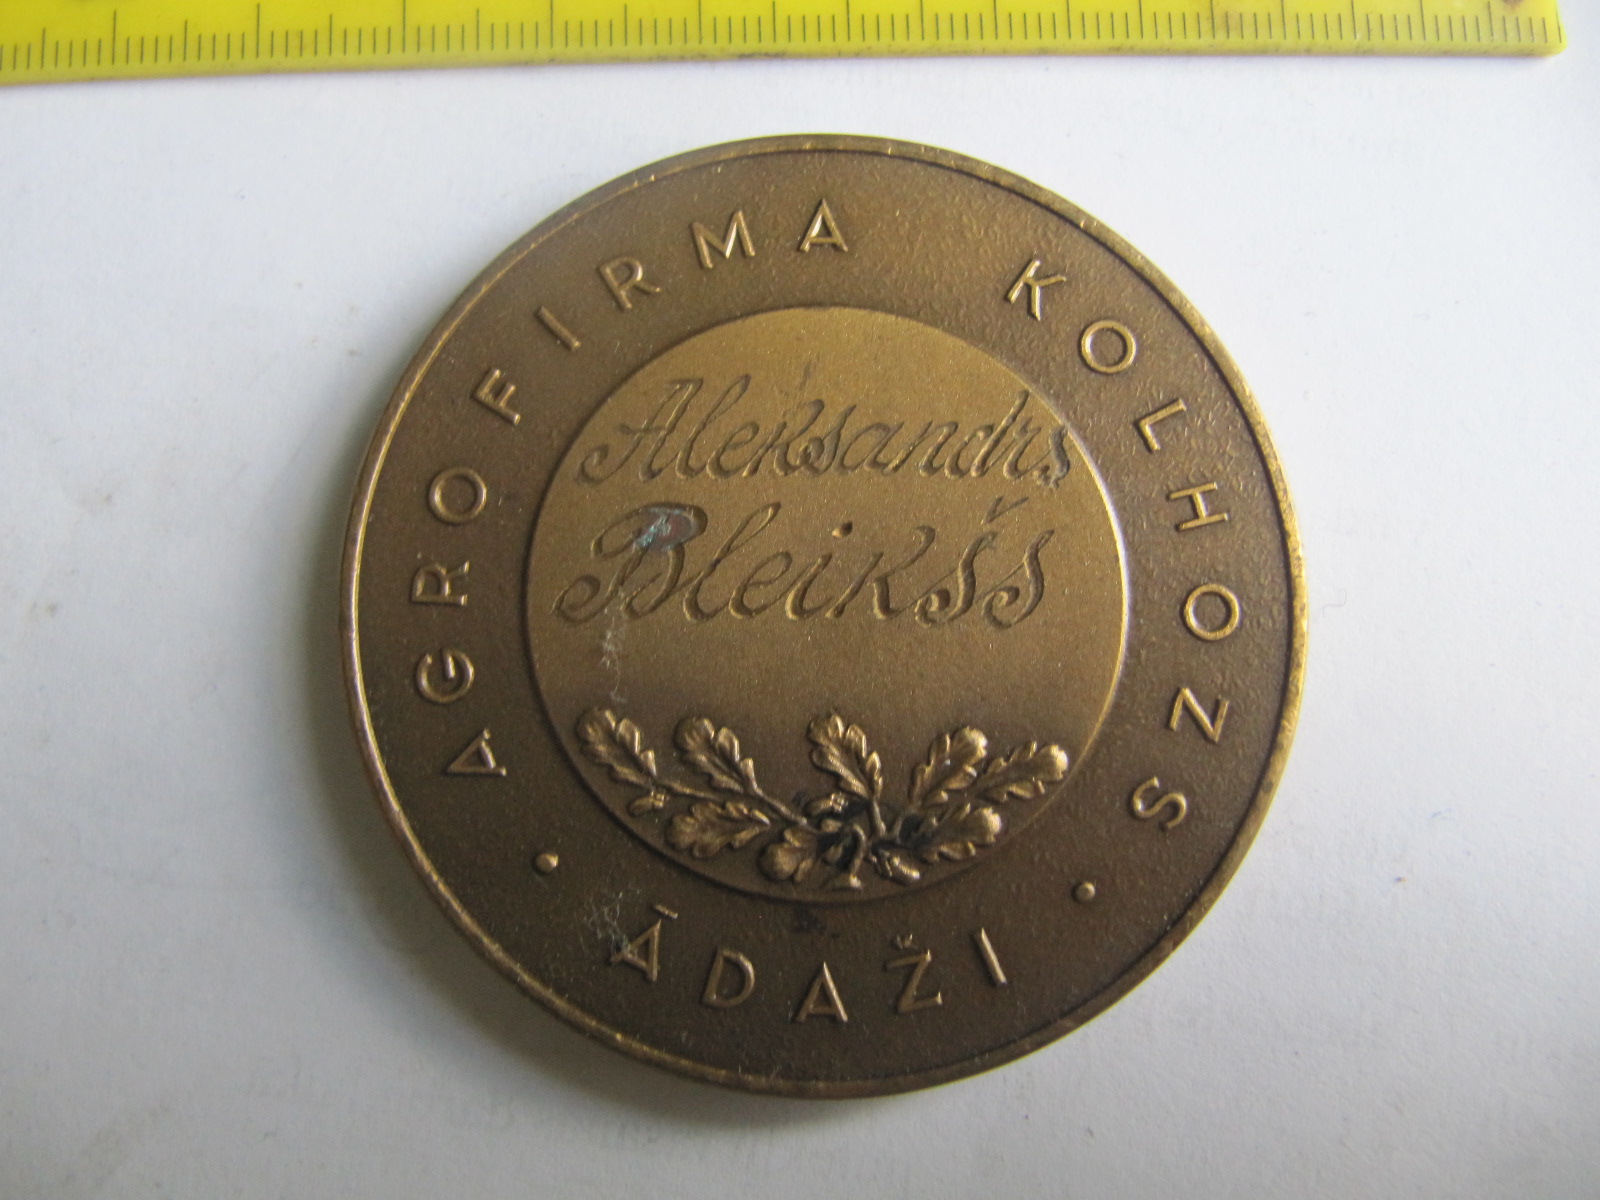 AGROFIRMA KOLHOZS
Aleksandrs
Bleikšs
• ĀDAŽI •